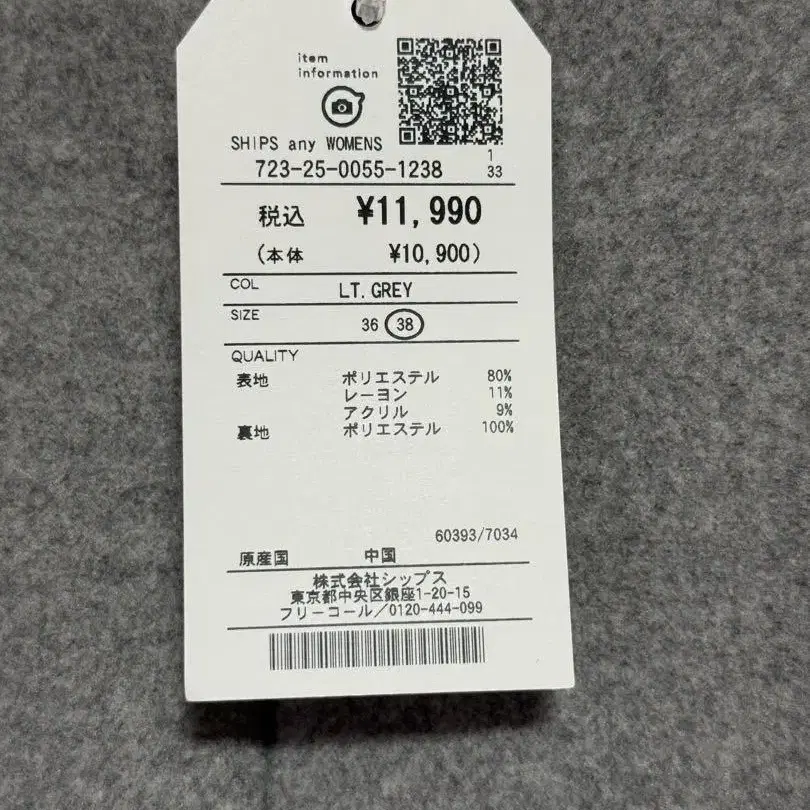 item
information
SHIPS any WOMENS
723-25-0055-1238
1
33
税込 ¥11,990
(本体 ¥10,900)
COL LT. GREY
SIZE 36 38
QUALITY
表地 ポリエステル 80%
レーヨン 11%
アクリル 9%
裏地 ポリエステル 100%
60393/7034
原産国 中国
株式会社シップス
東京都中央区銀座1-20-15
フリーコール/0120-444-099